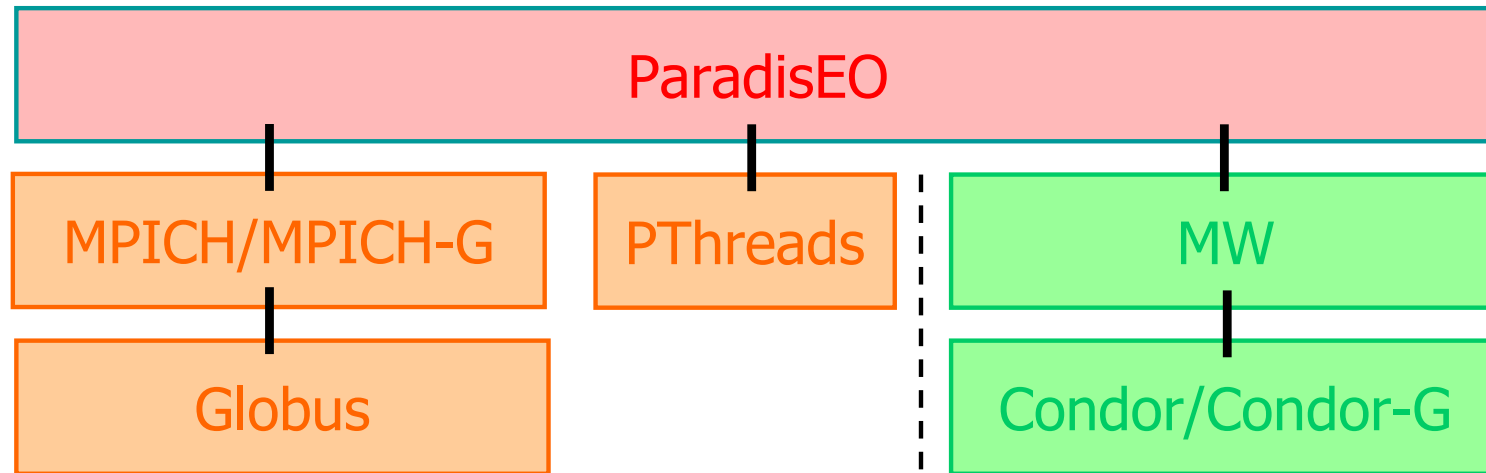 ParadisEO
MPICH/MPICH-G
PThreads
MW
Globus
Condor/Condor-G